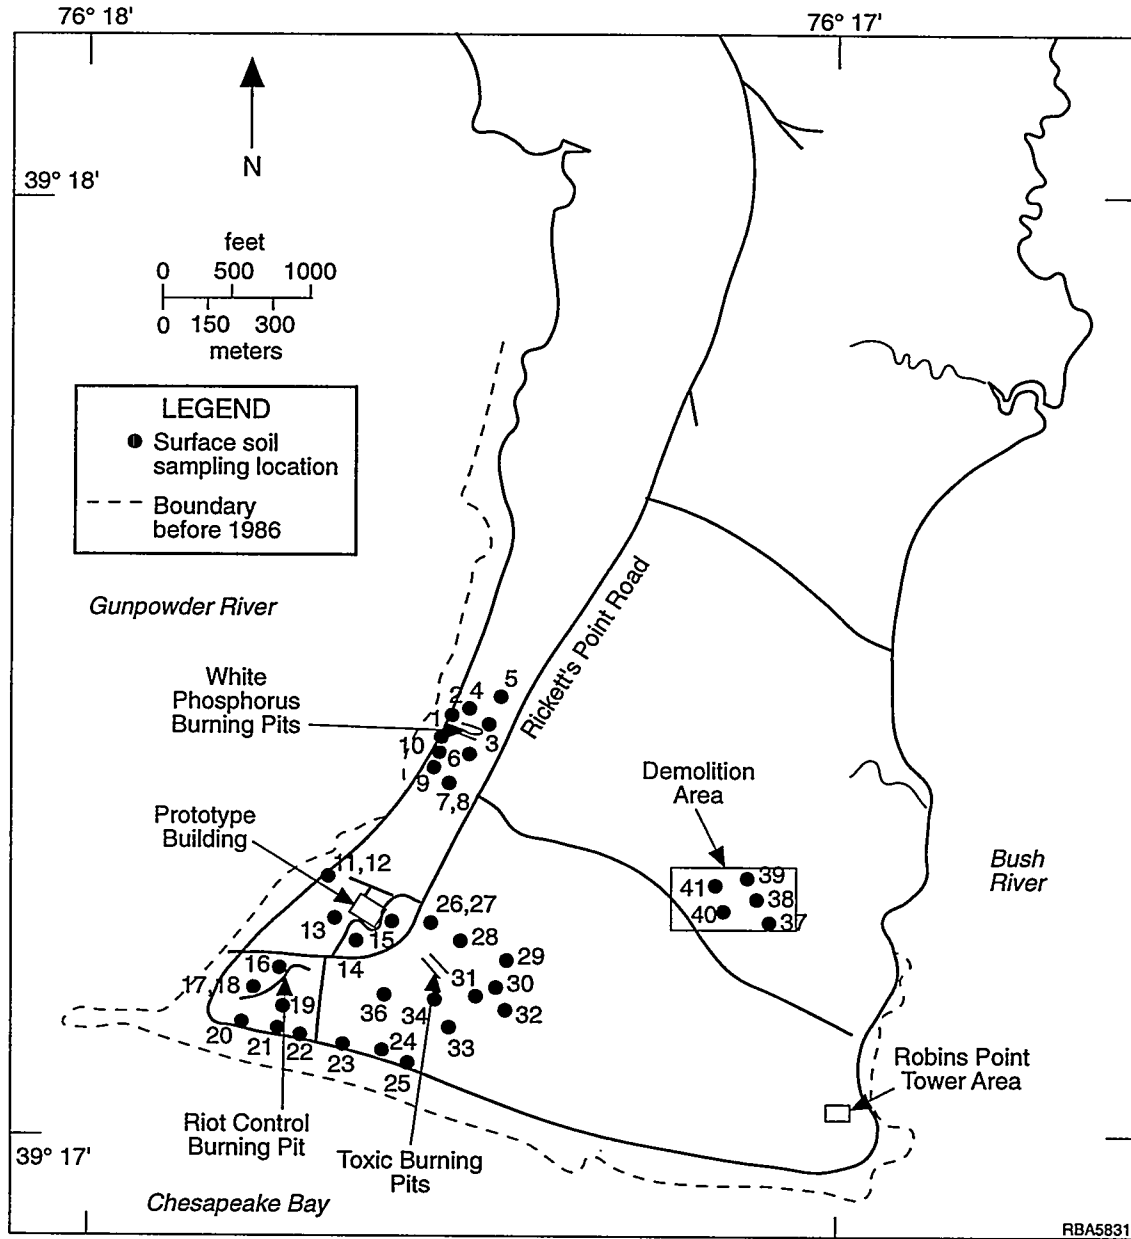 76° 18'
76° 17'
N
39° 18'
feet
0 500 1000
0 150 300
meters
LEGEND
Surface soil
sampling location
Boundary
before 1986
Gunpowder River
Rickett's Point Road
White
Phosphorus
Burning Pits
5
2 4
1
3
10
6
9
7,8
Demolition
Area
Prototype
Building
Bush
River
11,12
39
41
38
40
37
26,27
13
15
28
14
29
16
31
30
17,18
19
36
34
32
20
21
22
23
24
33
25
Robins Point
Tower Area
Riot Control
Burning Pit
Toxic Burning
Pits
39° 17'
Chesapeake Bay
RBA5831